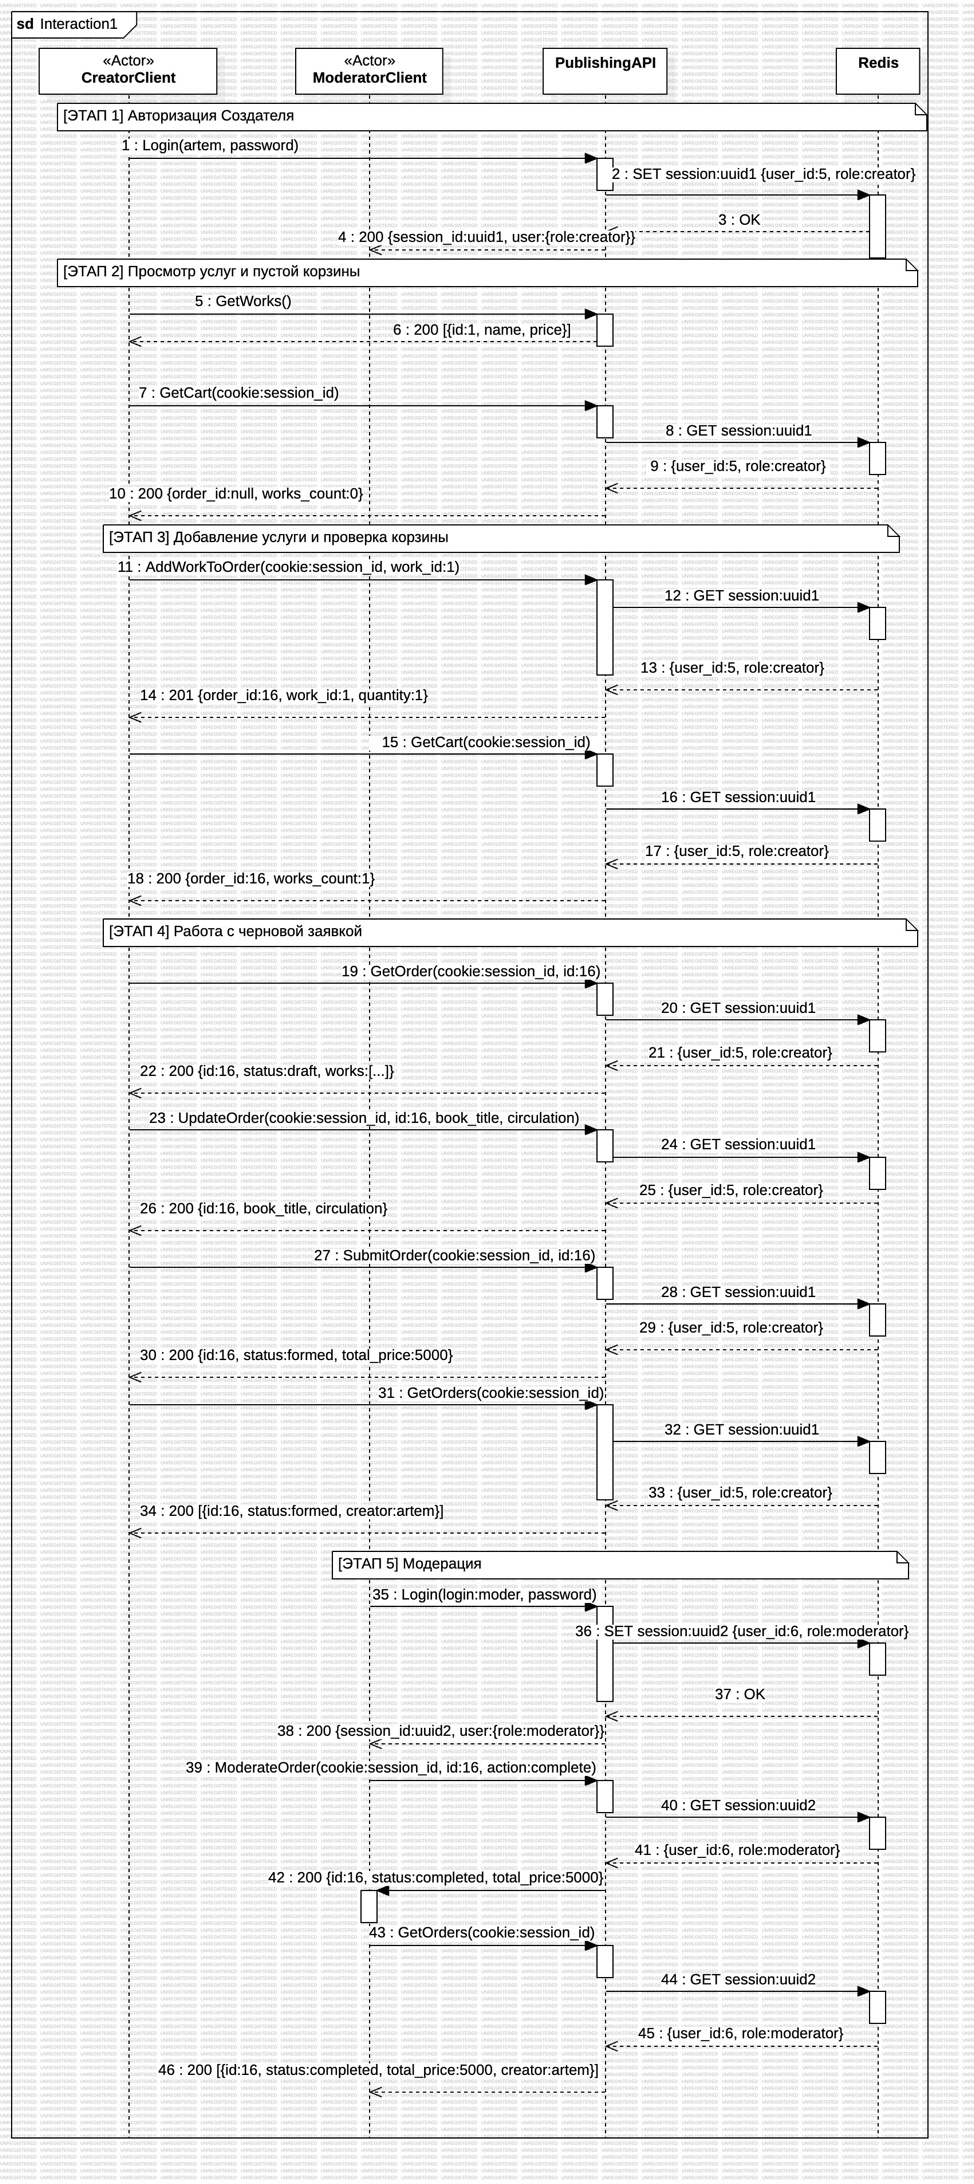 sd Interaction1
«Actor»
CreatorClient
«Actor»
ModeratorClient
PublishingAPI
Redis
[ЭТАП 1] Авторизация Создателя
1 : Login(artem, password)
2 : SET session:uuid1 {user_id:5, role:creator}
3 : OK
4 : 200 {session_id:uuid1, user:{role:creator}}
[ЭТАП 2] Просмотр услуг и пустой корзины
5 : GetWorks()
6 : 200 [{id:1, name, price}]
7 : GetCart(cookie:session_id)
8 : GET session:uuid1
9 : {user_id:5, role:creator}
10 : 200 {order_id:null, works_count:0}
[ЭТАП 3] Добавление услуги и проверка корзины
11 : AddWorkToOrder(cookie:session_id, work_id:1)
12 : GET session:uuid1
13 : {user_id:5, role:creator}
14 : 201 {order_id:16, work_id:1, quantity:1}
15 : GetCart(cookie:session_id)
16 : GET session:uuid1
17 : {user_id:5, role:creator}
18 : 200 {order_id:16, works_count:1}
[ЭТАП 4] Работа с черновой заявкой
19 : GetOrder(cookie:session_id, id:16)
20 : GET session:uuid1
21 : {user_id:5, role:creator}
22 : 200 {id:16, status:draft, works:[...]}
23 : UpdateOrder(cookie:session_id, id:16, book_title, circulation)
24 : GET session:uuid1
25 : {user_id:5, role:creator}
26 : 200 {id:16, book_title, circulation}
27 : SubmitOrder(cookie:session_id, id:16)
28 : GET session:uuid1
29 : {user_id:5, role:creator}
30 : 200 {id:16, status:formed, total_price:5000}
31 : GetOrders(cookie:session_id)
32 : GET session:uuid1
33 : {user_id:5, role:creator}
34 : 200 [{id:16, status:formed, creator:artem}]
[ЭТАП 5] Модерация
35 : Login(login:moder, password)
36 : SET session:uuid2 {user_id:6, role:moderator}
37 : OK
38 : 200 {session_id:uuid2, user:{role:moderator}}
39 : ModerateOrder(cookie:session_id, id:16, action:complete)
40 : GET session:uuid2
41 : {user_id:6, role:moderator}
42 : 200 {id:16, status:completed, total_price:5000}
43 : GetOrders(cookie:session_id)
44 : GET session:uuid2
45 : {user_id:6, role:moderator}
46 : 200 [{id:16, status:completed, total_price:5000, creator:artem}]